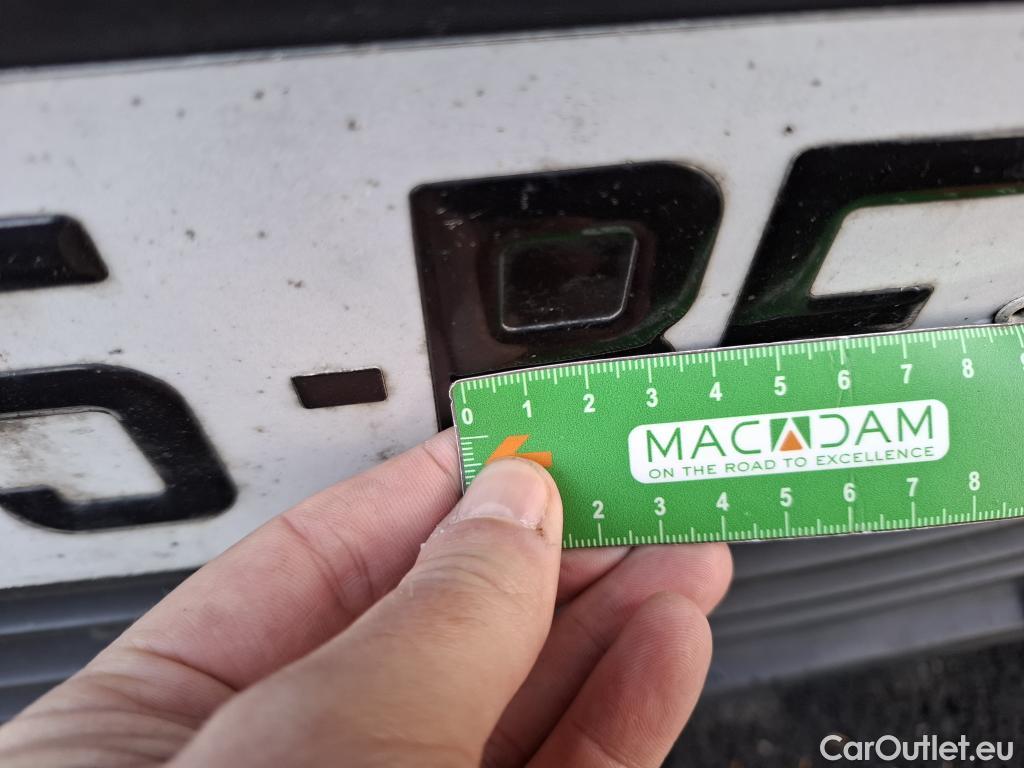 0 1 2 3 4 5 6 7 8 9
MACADAM
ON THE ROAD TO EXCELLENCE
2 3 4 5 6 7 8
CarOutlet.eu